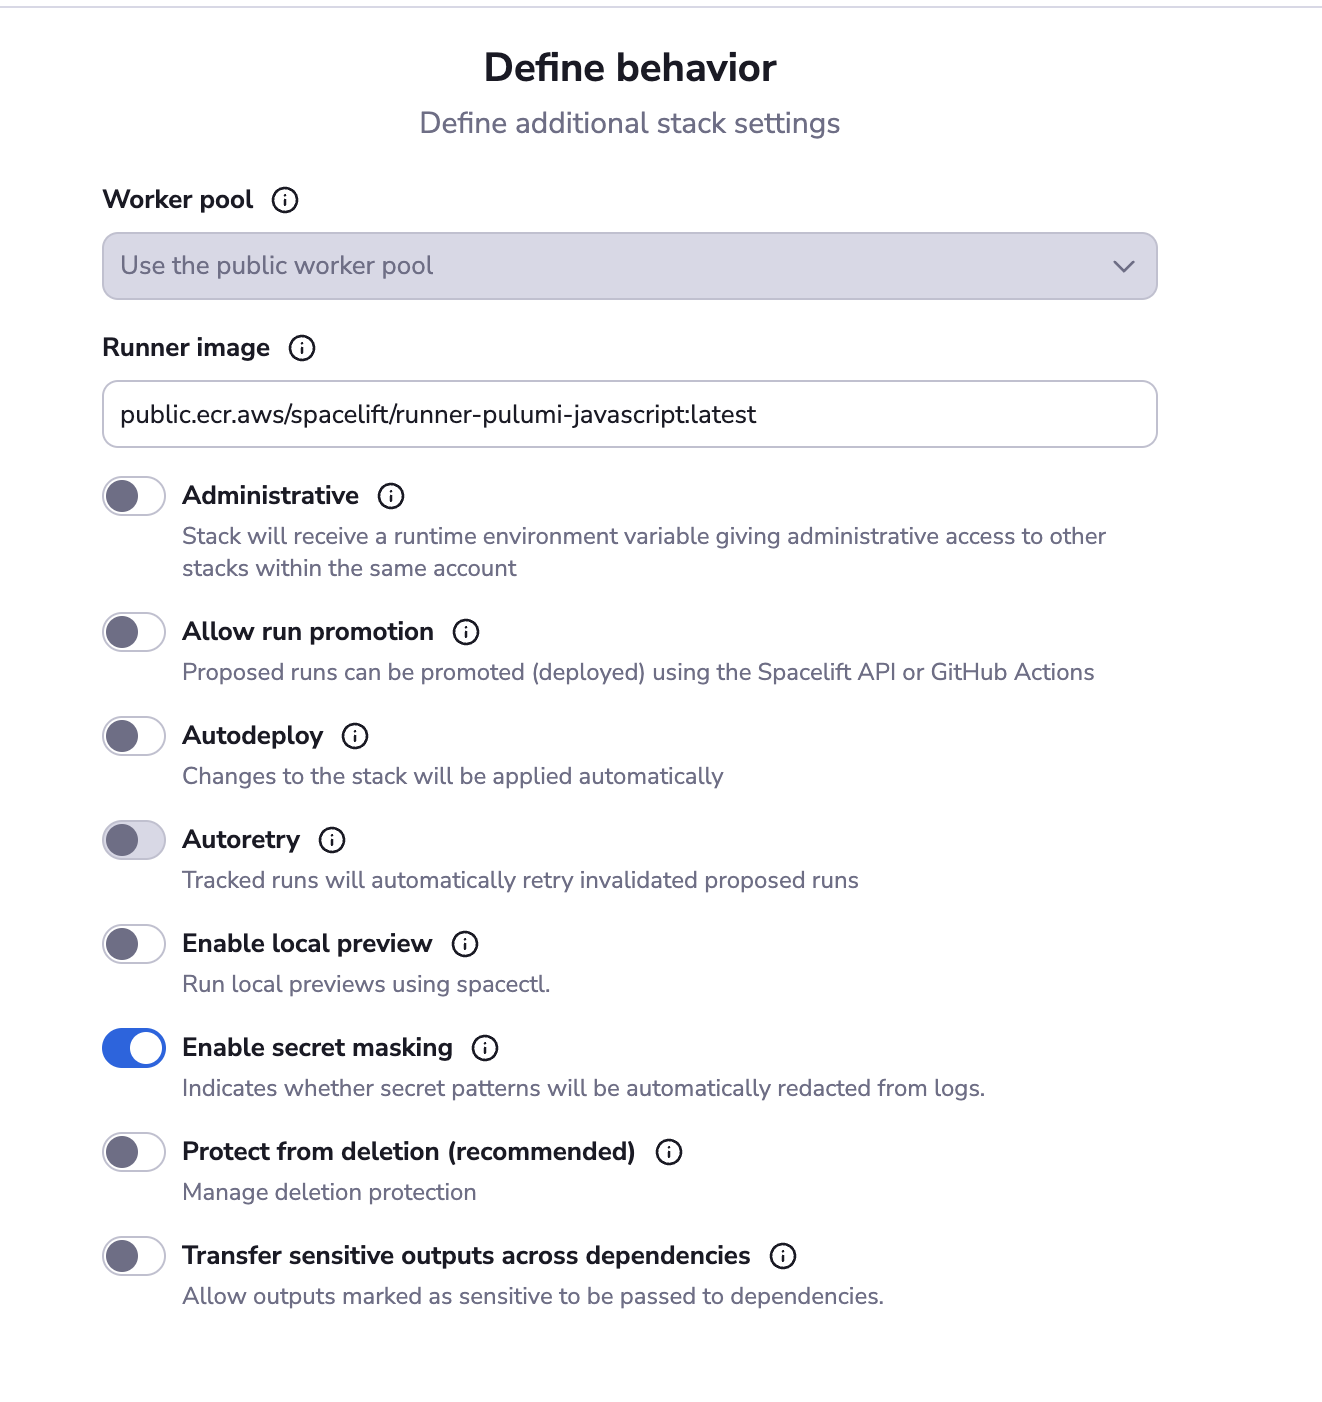 Define behavior
Define additional stack settings
Worker pool
Use the public worker pool
Runner image
public.ecr.aws/spacelift/runner-pulumi-javascript:latest
Administrative
Stack will receive a runtime environment variable giving administrative access to other
stacks within the same account
Allow run promotion
Proposed runs can be promoted (deployed) using the Spacelift API or GitHub Actions
Autodeploy
Changes to the stack will be applied automatically
Autoretry
Tracked runs will automatically retry invalidated proposed runs
Enable local preview
Run local previews using spacectl.
Enable secret masking
Indicates whether secret patterns will be automatically redacted from logs.
Protect from deletion (recommended)
Manage deletion protection
Transfer sensitive outputs across dependencies
Allow outputs marked as sensitive to be passed to dependencies.